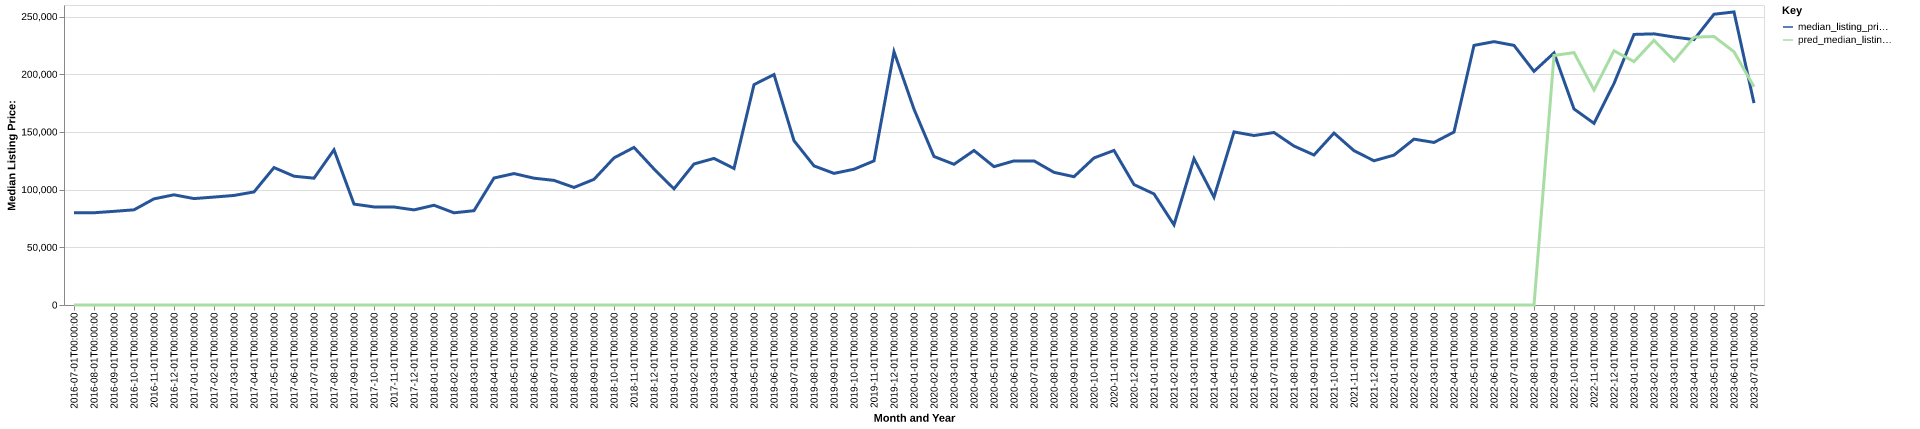 Key
median_listing_pri…
pred_median_listin…
Median Listing Price:
250,000
200,000
150,000
100,000
50,000
0
2016-07-01T00:00:00
2016-08-01T00:00:00
2016-09-01T00:00:00
2016-10-01T00:00:00
2016-11-01T00:00:00
2016-12-01T00:00:00
2017-01-01T00:00:00
2017-02-01T00:00:00
2017-03-01T00:00:00
2017-04-01T00:00:00
2017-05-01T00:00:00
2017-06-01T00:00:00
2017-07-01T00:00:00
2017-08-01T00:00:00
2017-09-01T00:00:00
2017-10-01T00:00:00
2017-11-01T00:00:00
2017-12-01T00:00:00
2018-01-01T00:00:00
2018-02-01T00:00:00
2018-03-01T00:00:00
2018-04-01T00:00:00
2018-05-01T00:00:00
2018-06-01T00:00:00
2018-07-01T00:00:00
2018-08-01T00:00:00
2018-09-01T00:00:00
2018-10-01T00:00:00
2018-11-01T00:00:00
2018-12-01T00:00:00
2019-01-01T00:00:00
2019-02-01T00:00:00
2019-03-01T00:00:00
2019-04-01T00:00:00
2019-05-01T00:00:00
2019-06-01T00:00:00
2019-07-01T00:00:00
2019-08-01T00:00:00
2019-09-01T00:00:00
2019-10-01T00:00:00
2019-11-01T00:00:00
2019-12-01T00:00:00
2020-01-01T00:00:00
2020-02-01T00:00:00
2020-03-01T00:00:00
2020-04-01T00:00:00
2020-05-01T00:00:00
2020-06-01T00:00:00
2020-07-01T00:00:00
2020-08-01T00:00:00
2020-09-01T00:00:00
2020-10-01T00:00:00
2020-11-01T00:00:00
2020-12-01T00:00:00
2021-01-01T00:00:00
2021-02-01T00:00:00
2021-03-01T00:00:00
2021-04-01T00:00:00
2021-05-01T00:00:00
2021-06-01T00:00:00
2021-07-01T00:00:00
2021-08-01T00:00:00
2021-09-01T00:00:00
2021-10-01T00:00:00
2021-11-01T00:00:00
2021-12-01T00:00:00
2022-01-01T00:00:00
2022-02-01T00:00:00
2022-03-01T00:00:00
2022-04-01T00:00:00
2022-05-01T00:00:00
2022-06-01T00:00:00
2022-07-01T00:00:00
2022-08-01T00:00:00
2022-09-01T00:00:00
2022-10-01T00:00:00
2022-11-01T00:00:00
2022-12-01T00:00:00
2023-01-01T00:00:00
2023-02-01T00:00:00
2023-03-01T00:00:00
2023-04-01T00:00:00
2023-05-01T00:00:00
2023-06-01T00:00:00
2023-07-01T00:00:00
Month and Year